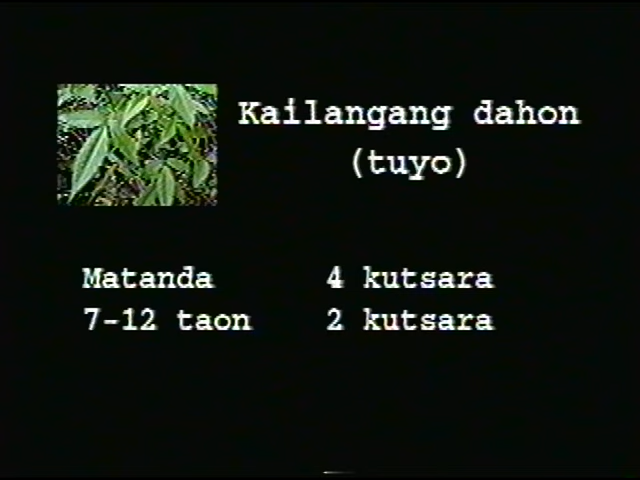 Kailangang dahon
(tuyo)
Matanda 4 kutsara
7-12 taon 2 kutsara